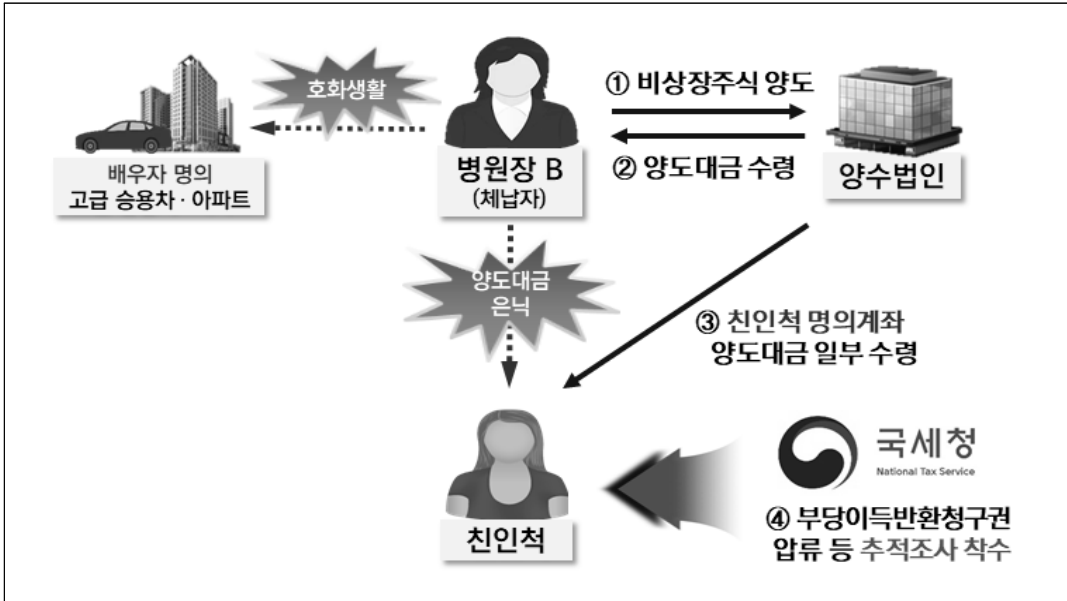 호화생활
① 비상장주식 양도
② 양도대금 수령
배우자 명의
고급 승용차 · 아파트
병원장 B
(체납자)
양수법인
양도대금
은닉
③ 친인척 명의계좌
양도대금 일부 수령
친인척
국세청
National Tax Service
④ 부당이득반환청구권
압류 등 추적조사 착수